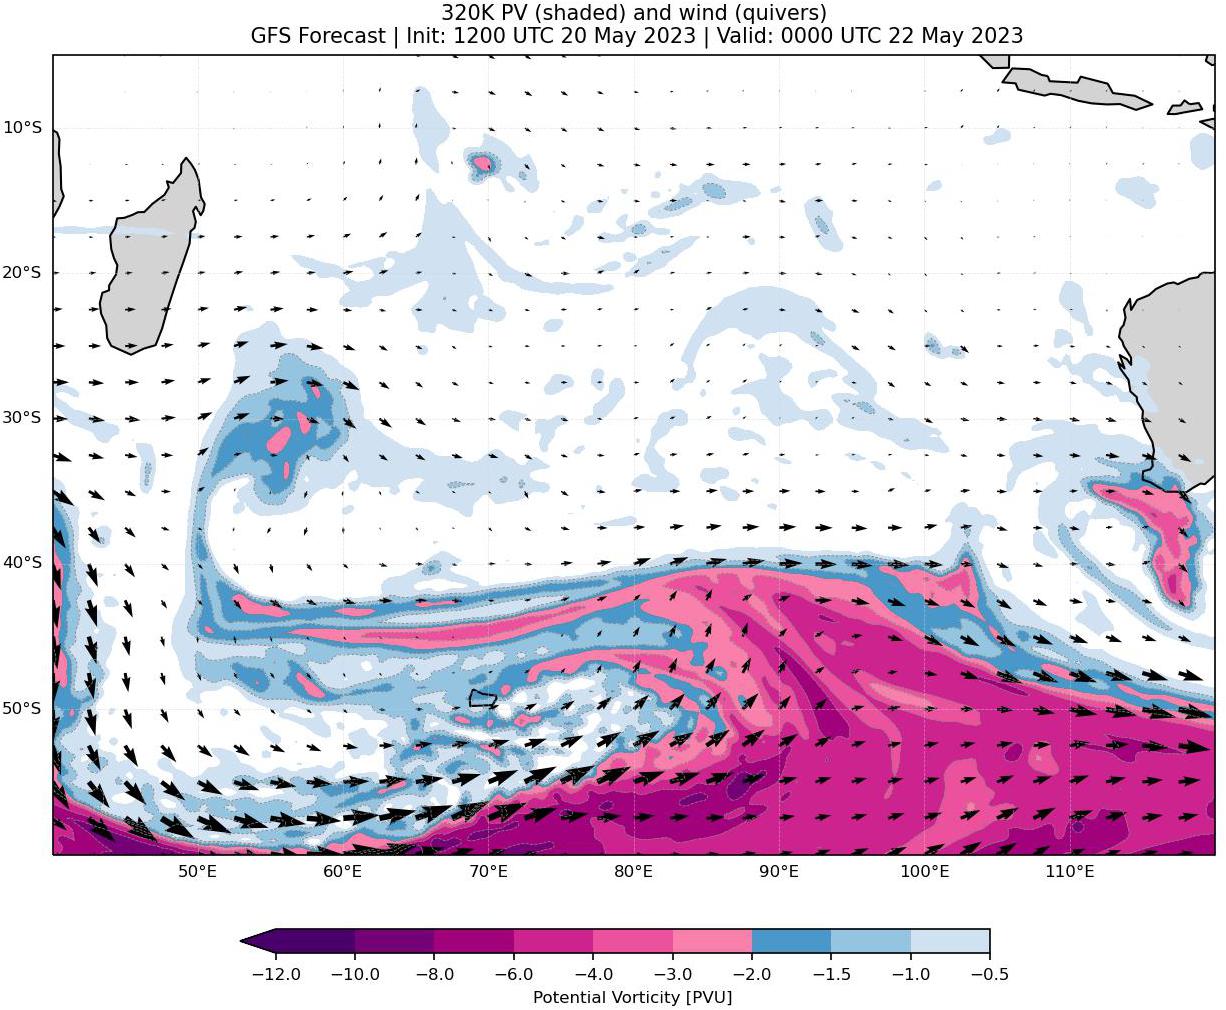 320K PV (shaded) and wind (quivers)
GFS Forecast | Init: 1200 UTC 20 May 2023 | Valid: 0000 UTC 22 May 2023
10°S
20°S
30°S
40°S
50°S
50°E 60°E 70°E 80°E 90°E 100°E 110°E
−12.0 −10.0 −8.0 −6.0 −4.0 −3.0 −2.0 −1.5 −1.0 −0.5
Potential Vorticity [PVU]